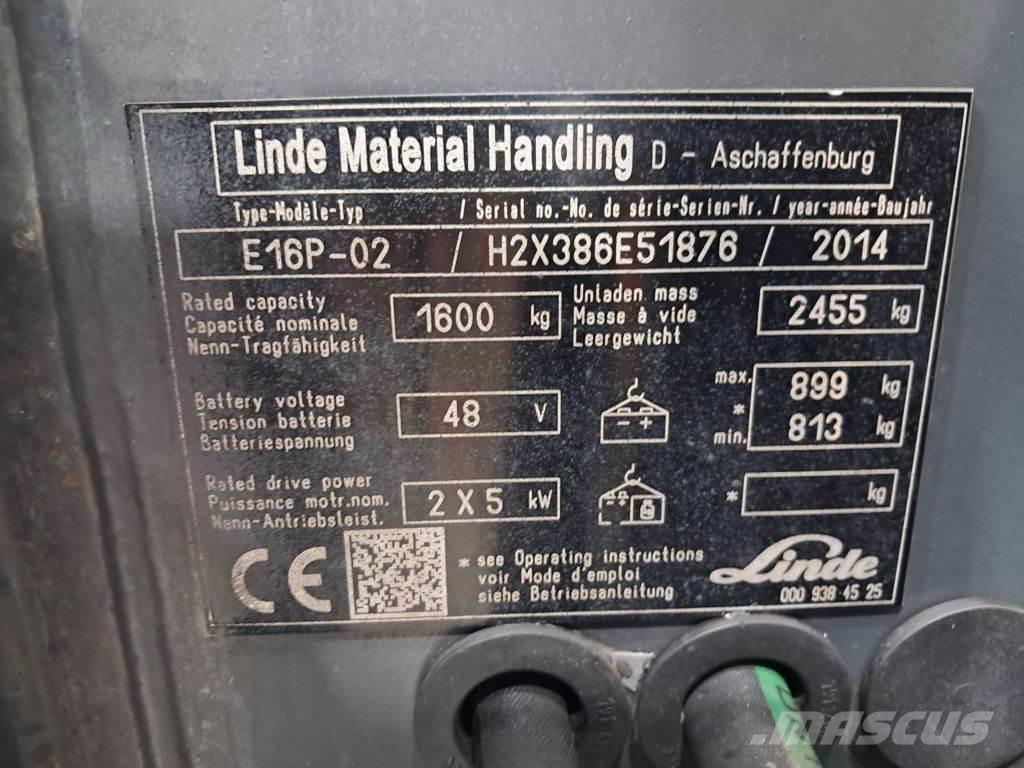 Linde Material Handling D - Aschaffenburg
Type-Modèle-Typ / Serial no.-No. de série-Serien-Nr. / year-année-Baujahr
E16P-02 / H2X386E51876 / 2014
Rated capacity
Capacité nominale
Nenn-Tragfähigkeit
1600 kg
Unladen mass
Masse à vide
Leergewicht
2455 kg
Battery voltage
Tension batterie
Batteriespannung
48 V
- +
max. 899 kg
*
min. 813 kg
Rated drive power
Puissance motr.nom.
Nenn-Antriebsleist.
2 X 5 kW
- +
* kg
CE
* see Operating instructions
voir Mode d'emploi
siehe Betriebsanleitung
Linde
000 938 45 25
MASCUS